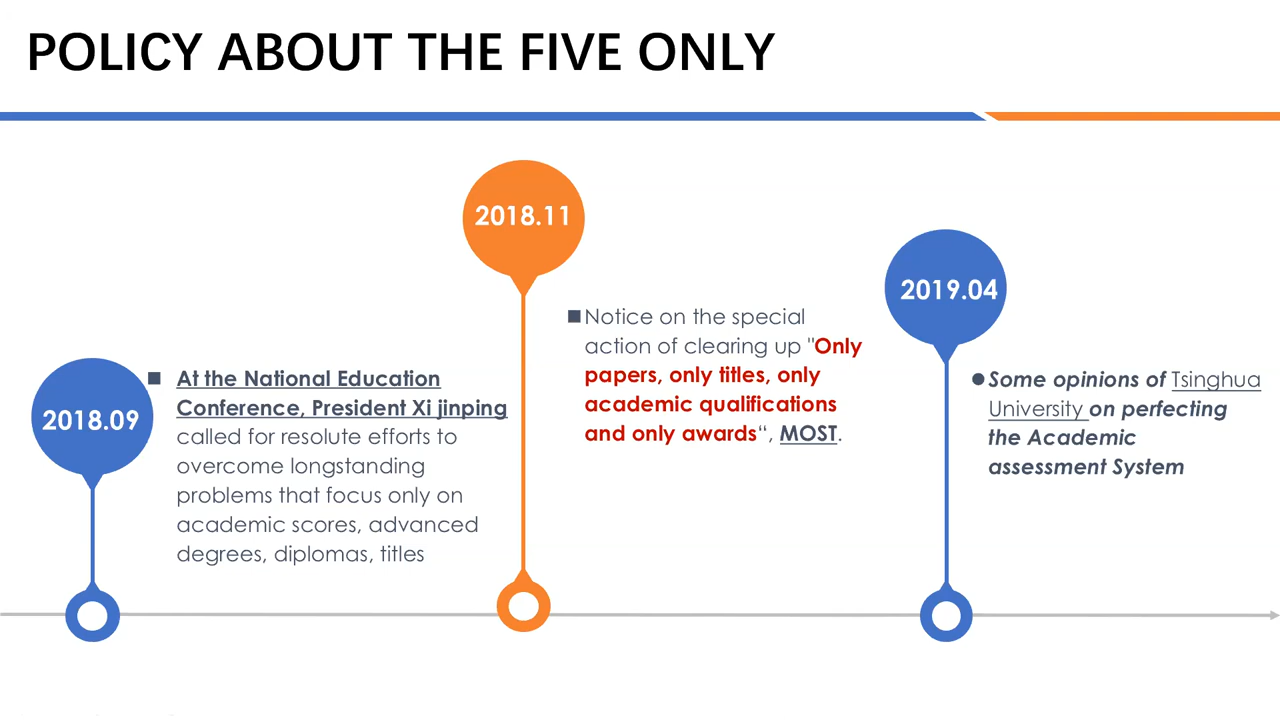 POLICY ABOUT THE FIVE ONLY
2018.09
■ At the National Education
Conference, President Xi jinping
called for resolute efforts to
overcome longstanding
problems that focus only on
academic scores, advanced
degrees, diplomas, titles
2018.11
■Notice on the special
action of clearing up "Only
papers, only titles, only
academic qualifications
and only awards“, MOST.
2019.04
●Some opinions of Tsinghua
University on perfecting
the Academic
assessment System